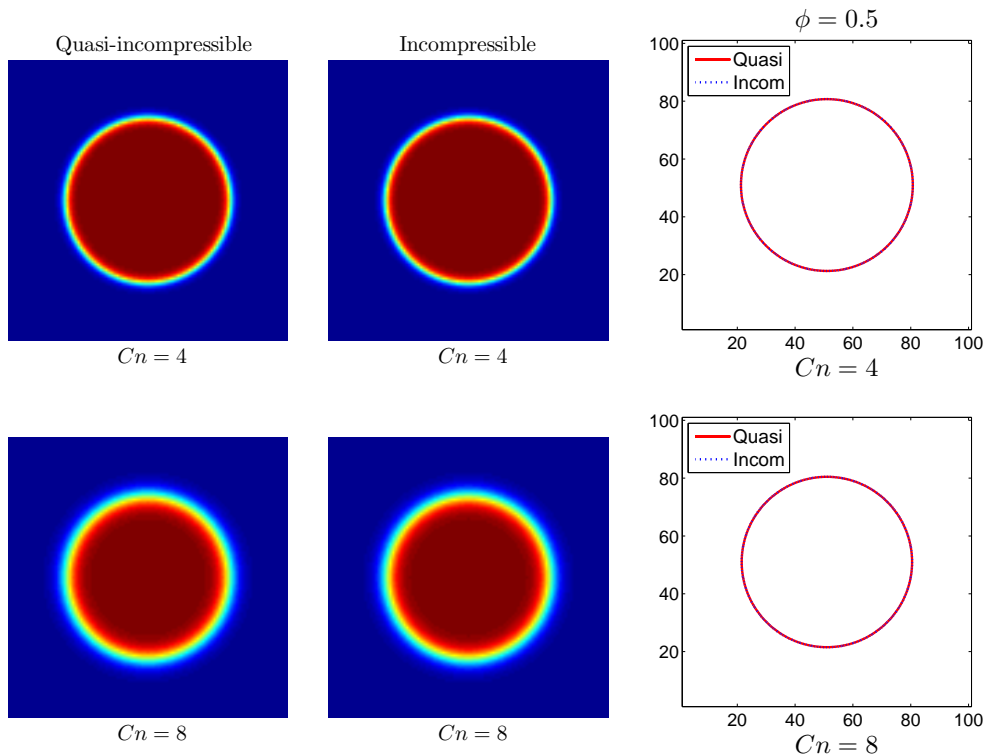 Quasi-incompressible
Incompressible
ϕ = 0.5
100
80
60
40
20
Quasi
Incom
20 40 60 80 100
Cn = 4
Cn = 4
Cn = 4
100
80
60
40
20
Quasi
Incom
20 40 60 80 100
Cn = 8
Cn = 8
Cn = 8